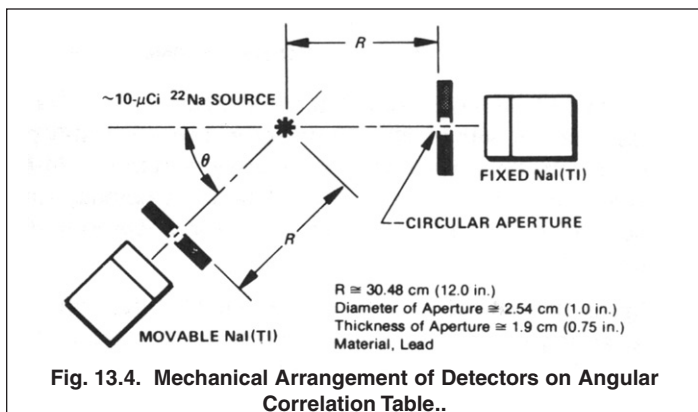 R
~10-μCi ²²Na SOURCE
θ
FIXED NaI(Tl)
R
CIRCULAR APERTURE
R ≅ 30.48 cm (12.0 in.)
Diameter of Aperture ≅ 2.54 cm (1.0 in.)
Thickness of Aperture ≅ 1.9 cm (0.75 in.)
Material, Lead
MOVABLE NaI(Tl)
Fig. 13.4. Mechanical Arrangement of Detectors on Angular
Correlation Table..